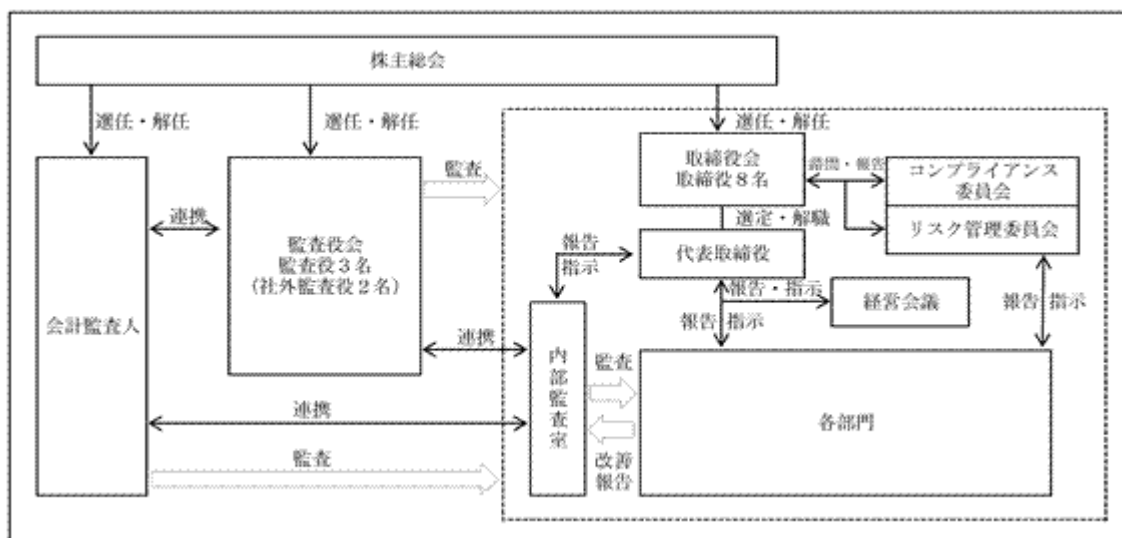 株主総会
選任・解任
選任・解任
選任・解任
取締役会
取締役8名
・報告
コンプライアンス
委員会
リスク管理委員会
監査
連携
選定・解職
監査役会
監査役3名
(社外監査役2名)
報告
指示
代表取締役
報告・指示
経営会議
会計監査人
報告
指示
報告
指示
連携
内部監査室
監査
各部門
連携
監査
改善
報告